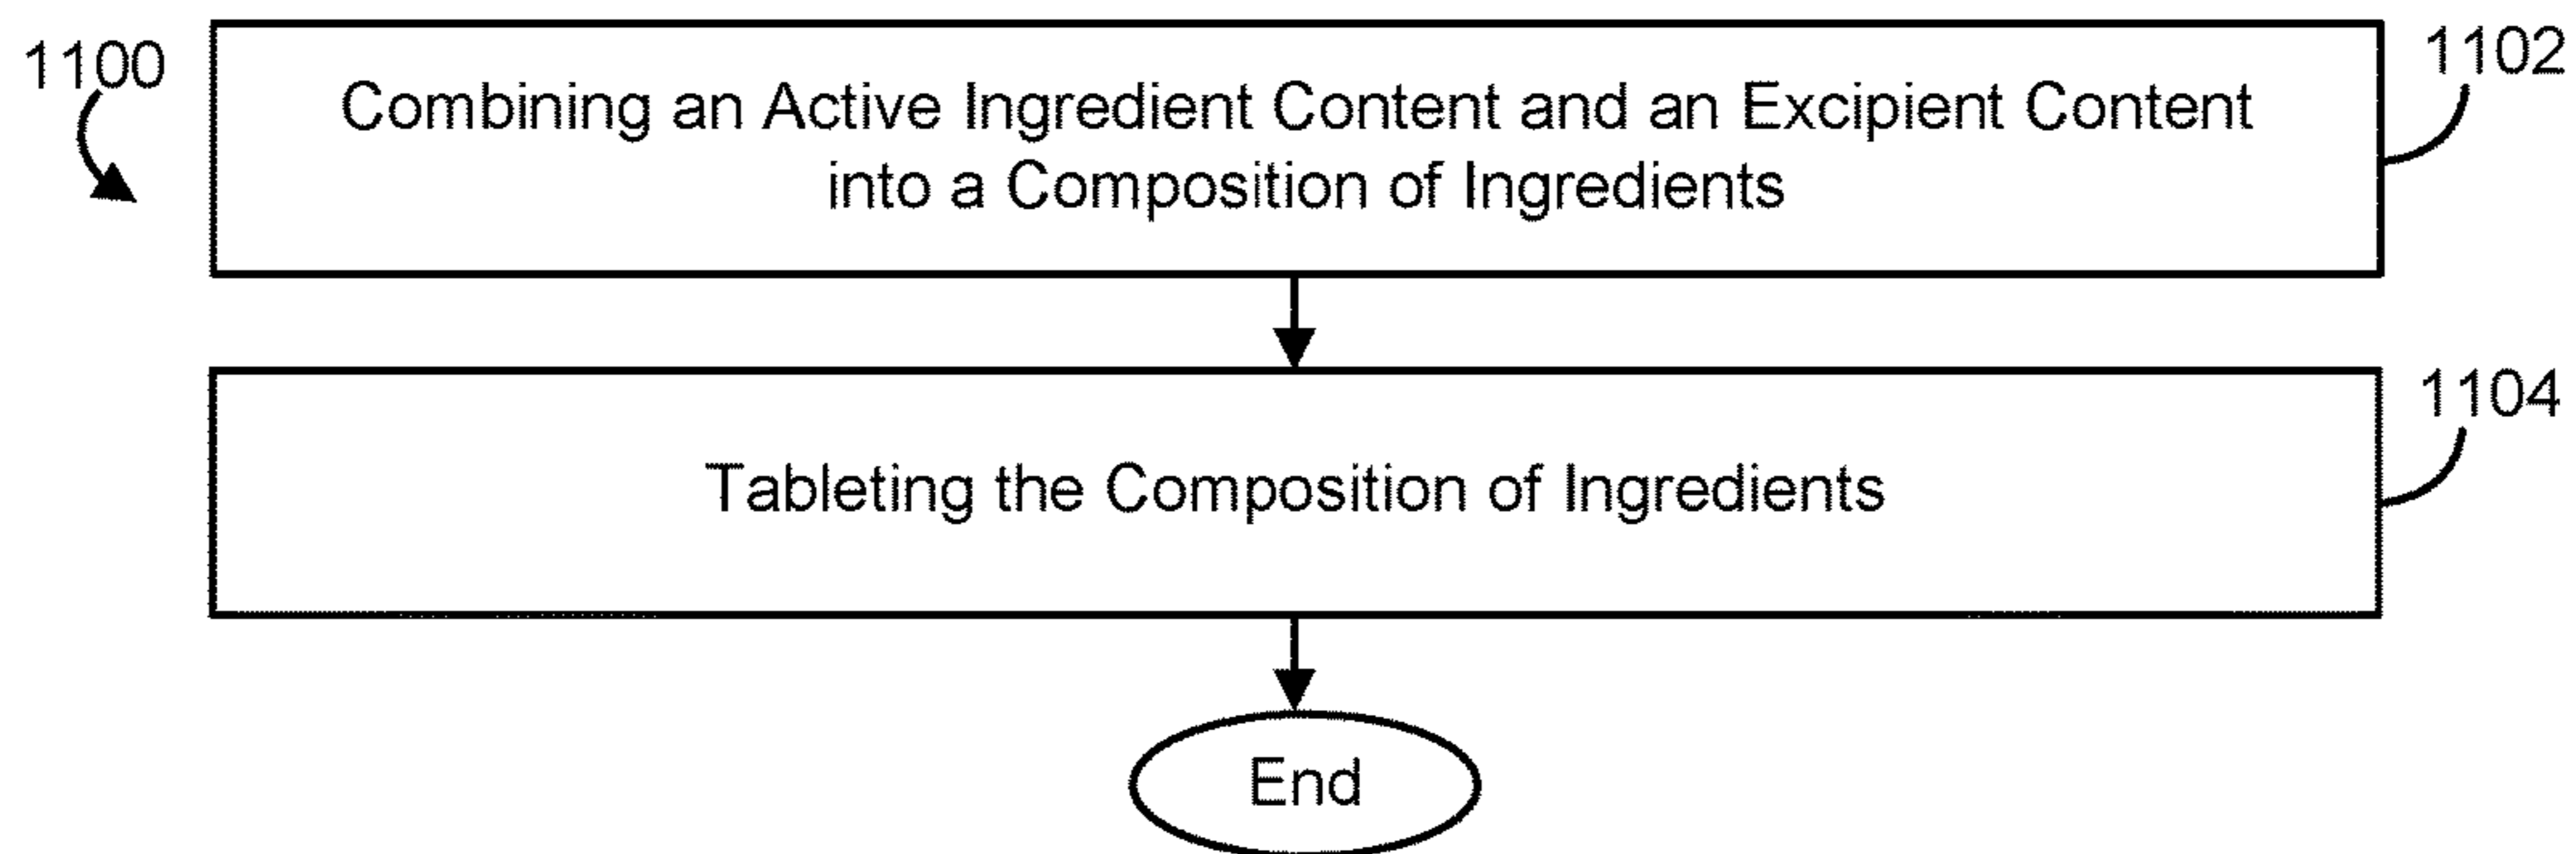 1100
1102
Combining an Active Ingredient Content and an Excipient Content
into a Composition of Ingredients
1104
Tableting the Composition of Ingredients
End